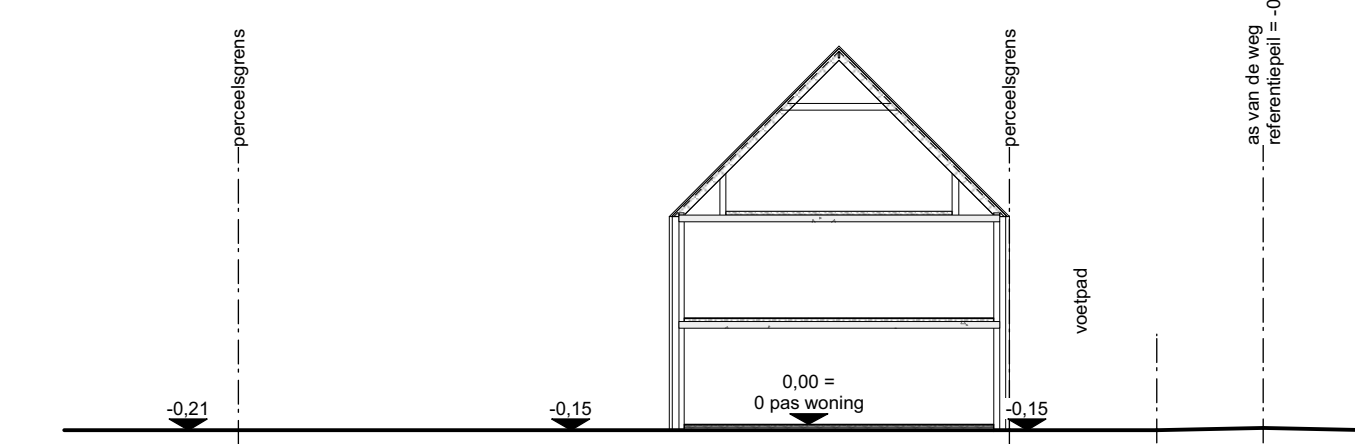 perceelsgrens
perceelsgrens
as van de weg
referentiepeil = -0
voetpad
0,00 =
0 pas woning
-0,21
-0,15
-0,15